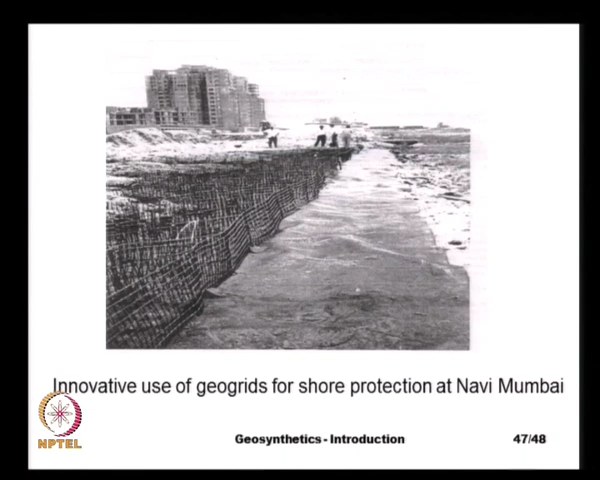 Innovative use of geogrids for shore protection at Navi Mumbai
NPTEL
Geosynthetics - Introduction
47/48